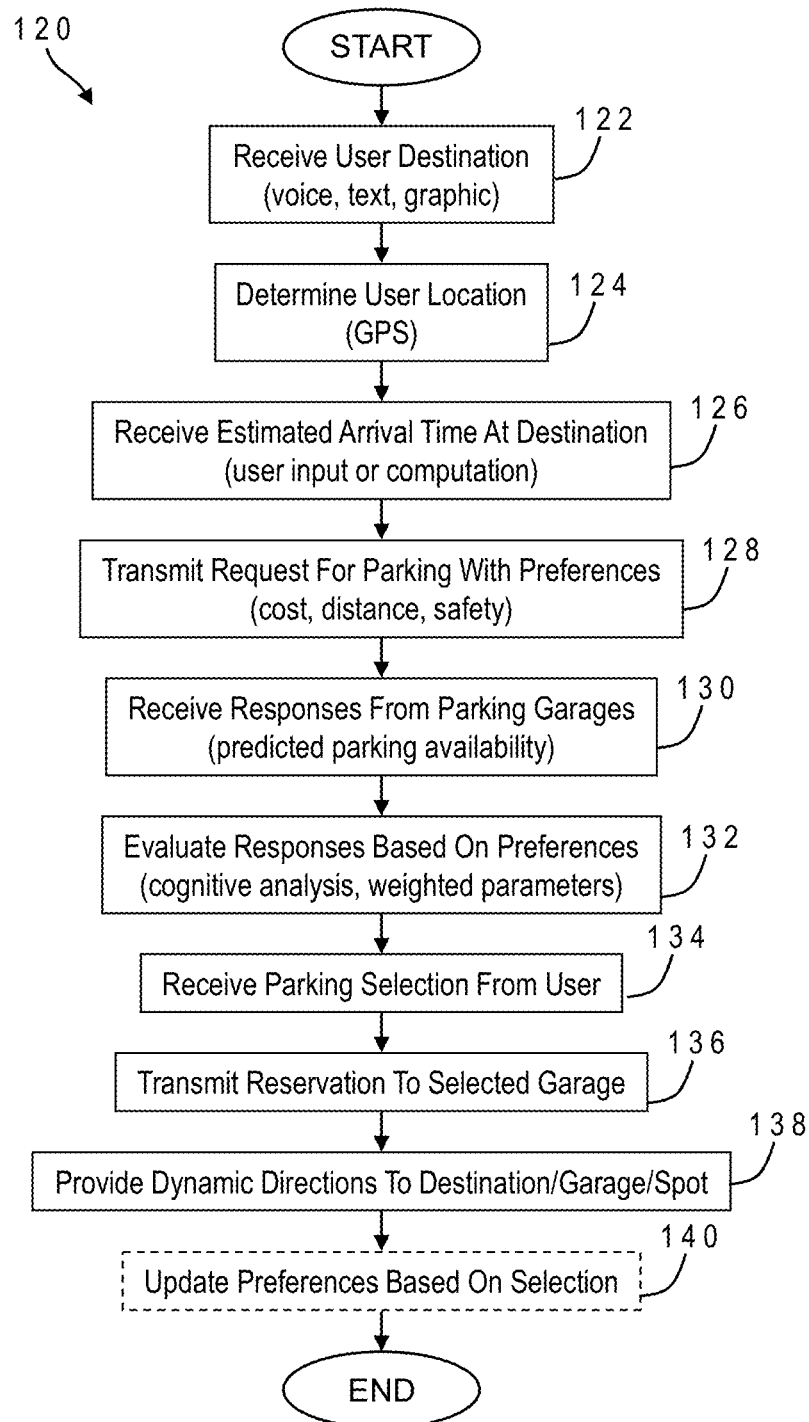 120
START
122
Receive User Destination
(voice, text, graphic)
124
Determine User Location
(GPS)
126
Receive Estimated Arrival Time At Destination
(user input or computation)
128
Transmit Request For Parking With Preferences
(cost, distance, safety)
130
Receive Responses From Parking Garages
(predicted parking availability)
132
Evaluate Responses Based On Preferences
(cognitive analysis, weighted parameters)
134
Receive Parking Selection From User
136
Transmit Reservation To Selected Garage
138
Provide Dynamic Directions To Destination/Garage/Spot
140
Update Preferences Based On Selection
END